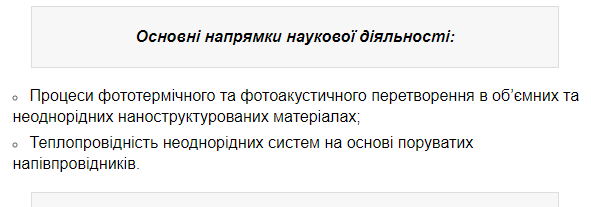 Основні напрямки наукової діяльності:
Процеси фототермічного та фотоакустичного перетворення в об’ємних та
неоднорідних наноструктурованих матеріалах;
Теплопровідність неоднорідних систем на основі поруватих
напівпровідників.